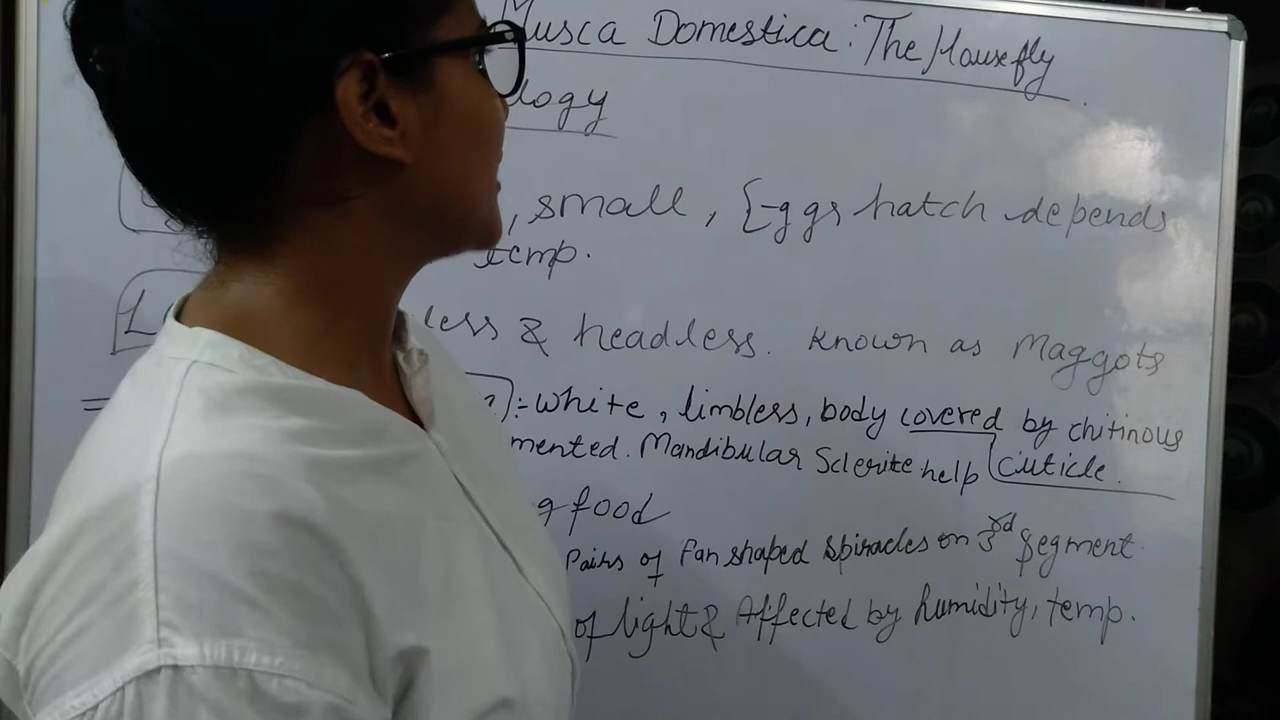 Musca Domestica : The Housefly
logy
, small, Eggs hatch depends
temp.
less & headless. Known as Maggots
:- white, limbless, body covered by chitinous
mented. Mandibular Sclerite help cuticle.
g food
Pairs of Fan shaped spiracles on 3rd segment
of light & Affected by humidity, temp.